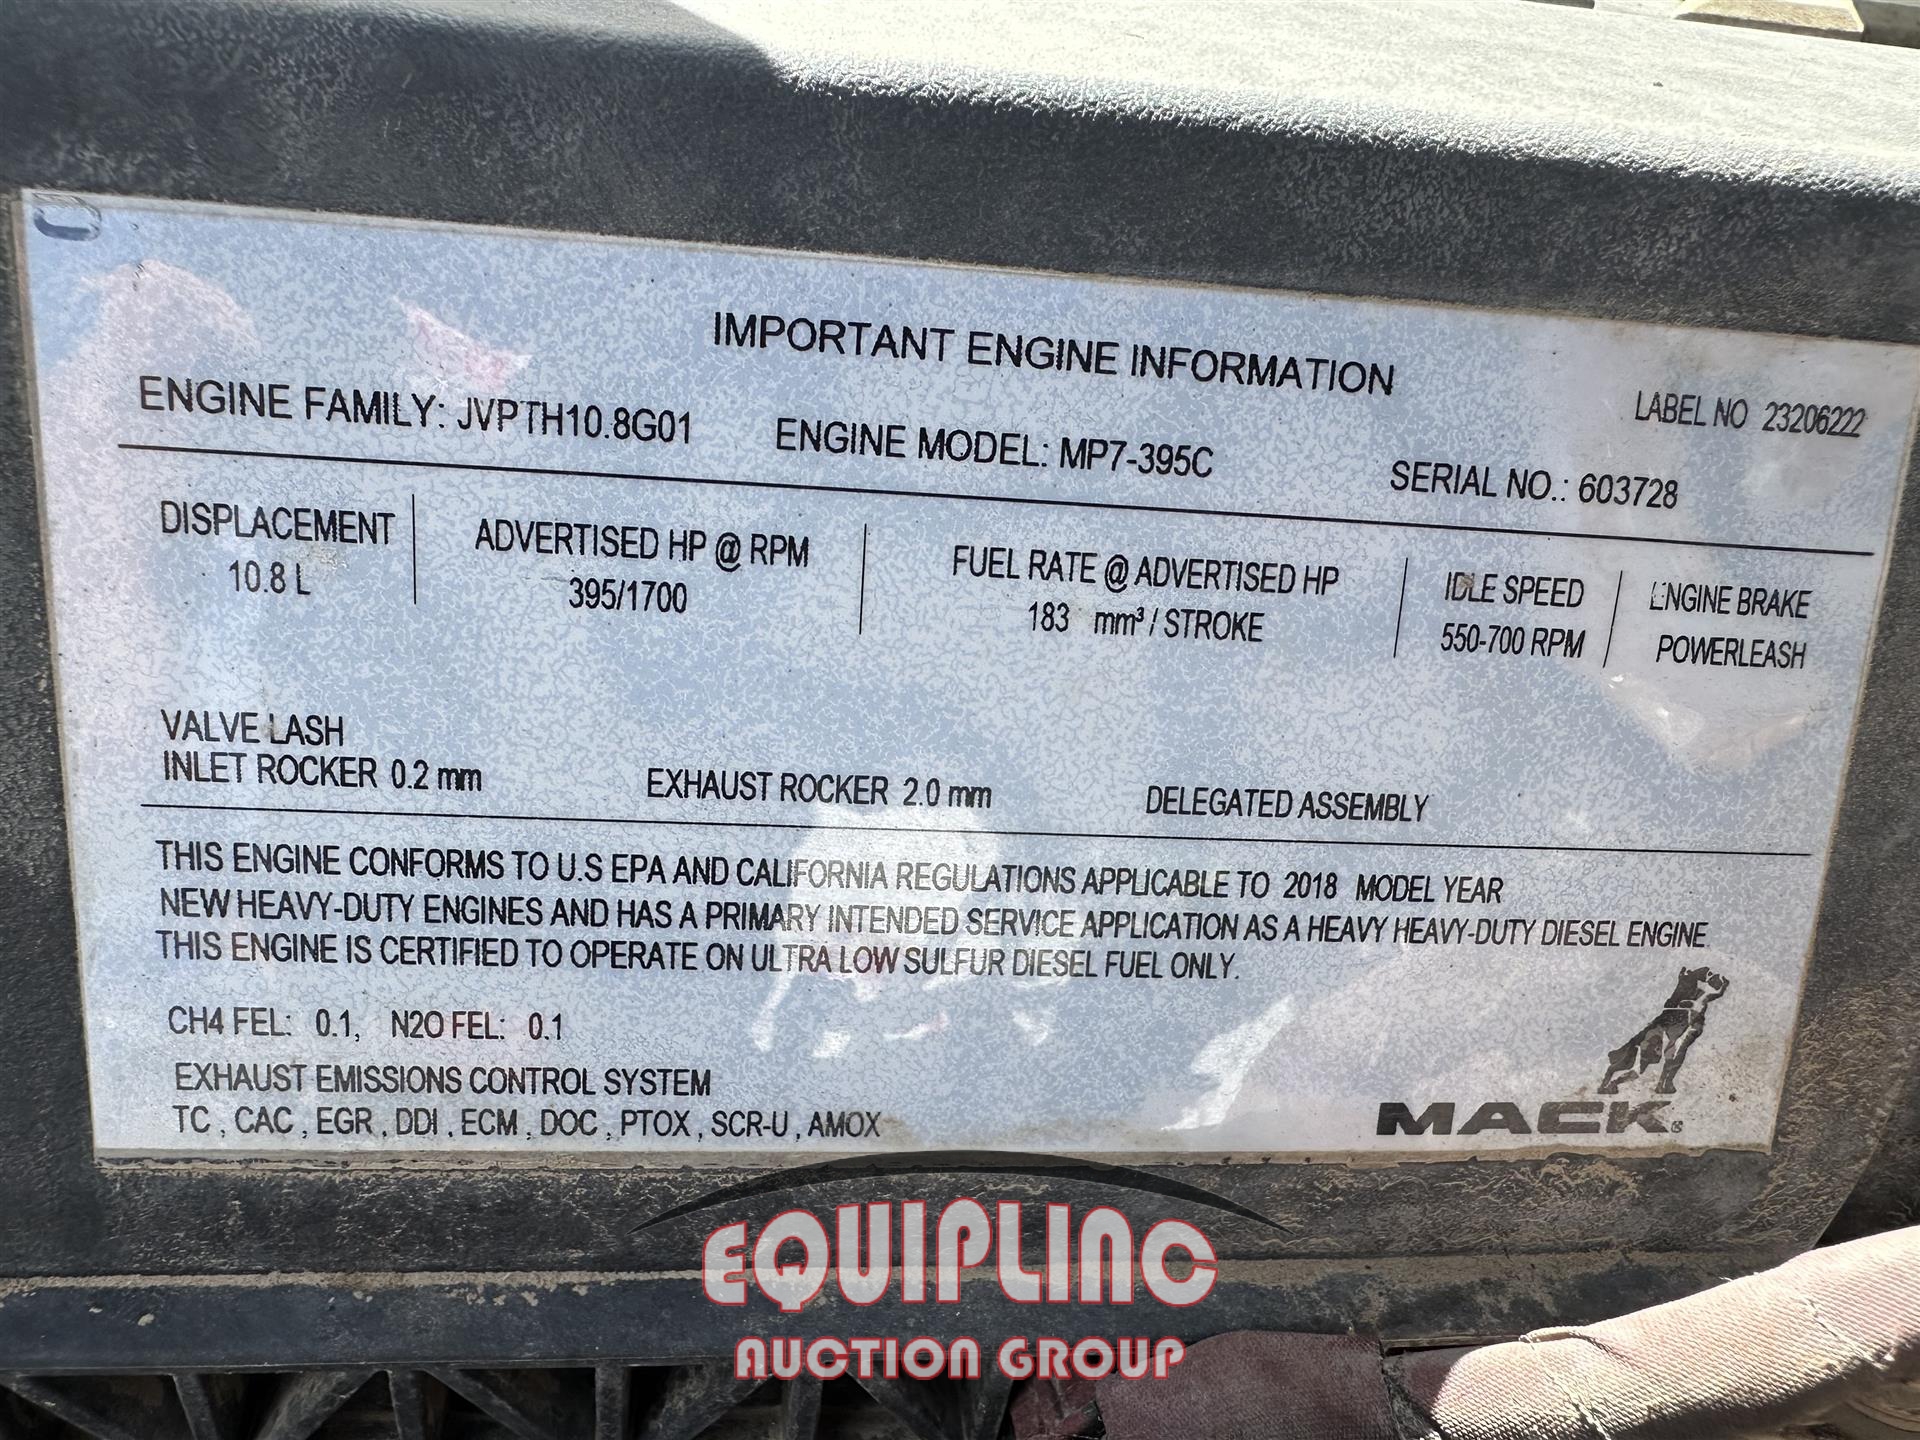 IMPORTANT ENGINE INFORMATION
LABEL NO 23206222
ENGINE FAMILY: JVPTH10.8G01 ENGINE MODEL: MP7-395C SERIAL NO.: 603728
DISPLACEMENT
10.8 L
ADVERTISED HP @ RPM
395/1700
FUEL RATE @ ADVERTISED HP
183 mm³ / STROKE
IDLE SPEED
550-700 RPM
ENGINE BRAKE
POWERLEASH
VALVE LASH
INLET ROCKER 0.2 mm EXHAUST ROCKER 2.0 mm DELEGATED ASSEMBLY
THIS ENGINE CONFORMS TO U.S EPA AND CALIFORNIA REGULATIONS APPLICABLE TO 2018 MODEL YEAR
NEW HEAVY-DUTY ENGINES AND HAS A PRIMARY INTENDED SERVICE APPLICATION AS A HEAVY HEAVY-DUTY DIESEL ENGINE.
THIS ENGINE IS CERTIFIED TO OPERATE ON ULTRA LOW SULFUR DIESEL FUEL ONLY.
CH4 FEL: 0.1, N2O FEL: 0.1
EXHAUST EMISSIONS CONTROL SYSTEM
TC , CAC , EGR , DDI , ECM , DOC , PTOX , SCR-U , AMOX
MACK®
EQUIPLINC
AUCTION GROUP